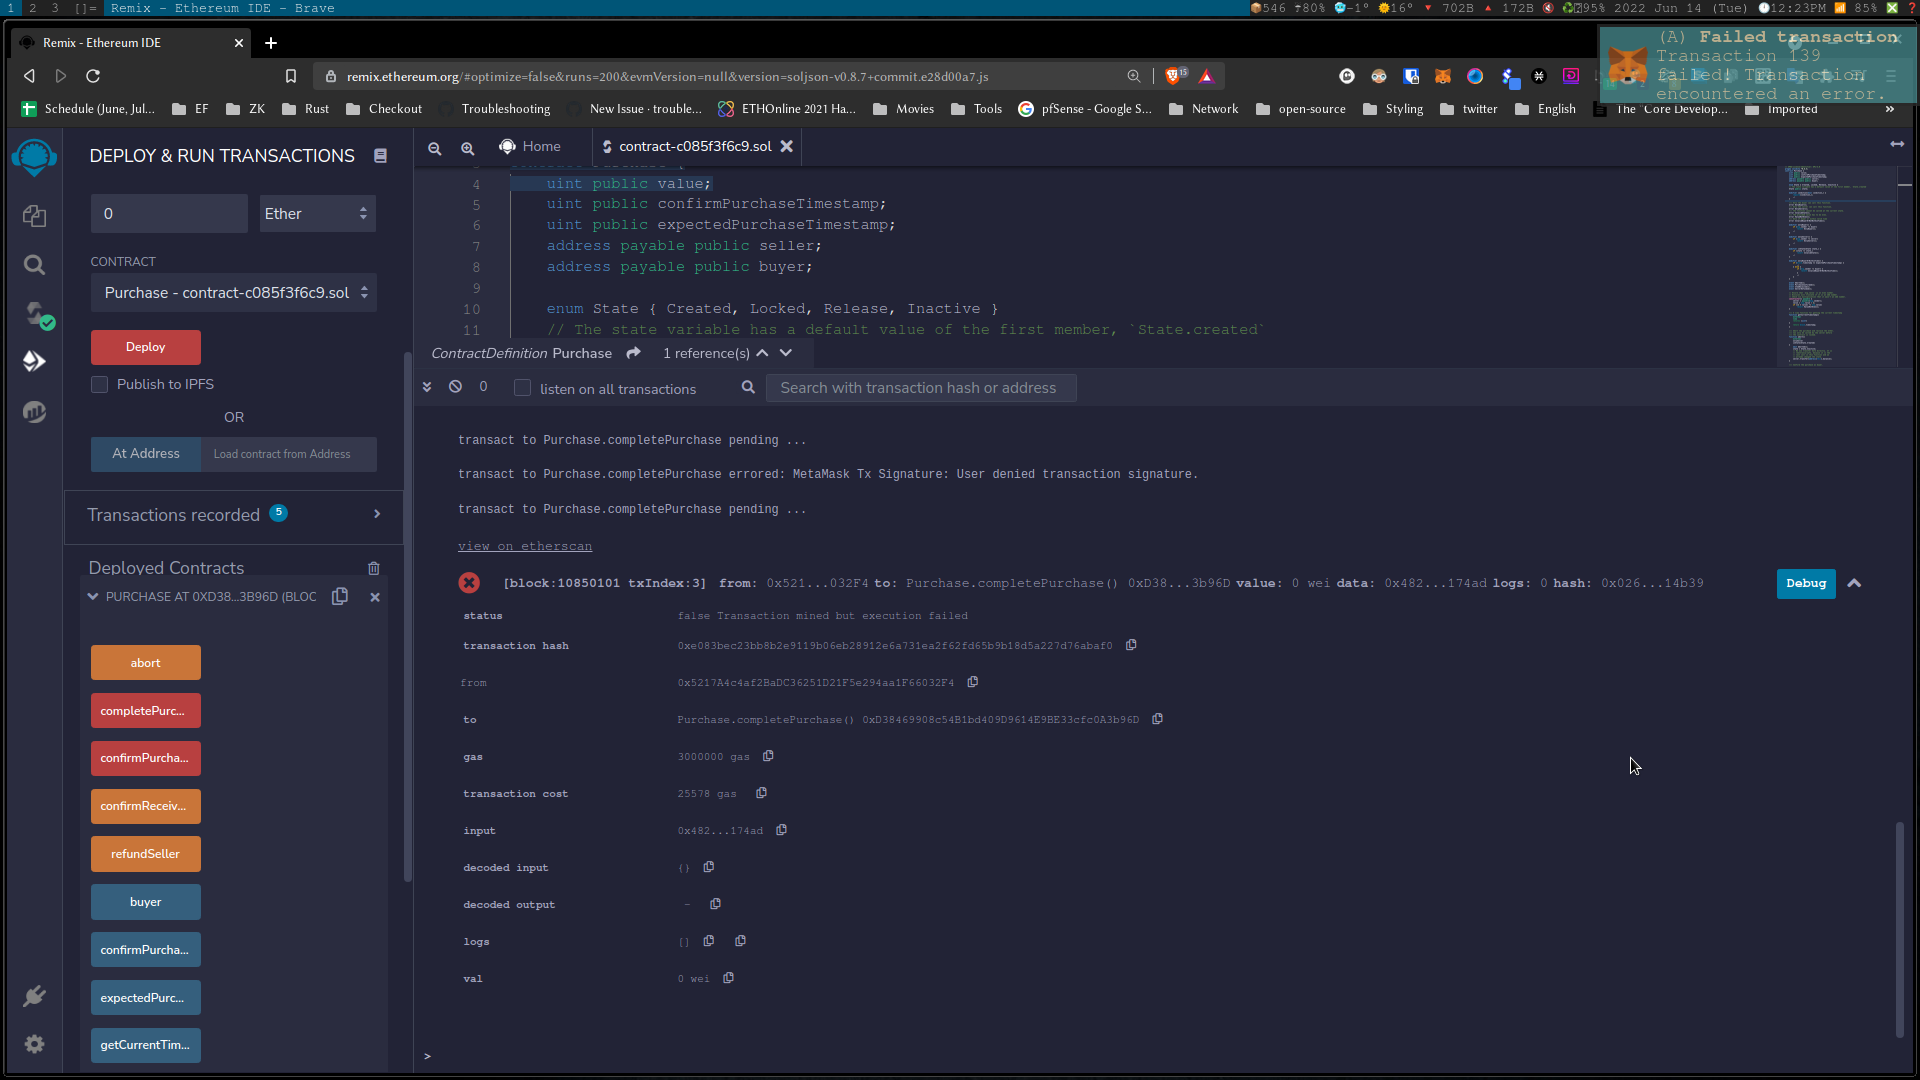 1 2 3 []= Remix - Ethereum IDE - Brave
546 80% -1° 16° 702B 172B 95% 2022 Jun 14 (Tue) 12:23PM 85%
Remix - Ethereum IDE
(A) Failed transaction
Transaction 139
failed! Transaction
encountered an error.
remix.ethereum.org/#optimize=false&runs=200&evmVersion=null&version=soljson-v0.8.7+commit.e28d00a7.js
15
Schedule (June, Jul... EF ZK Rust Checkout Troubleshooting New Issue · trouble... ETHOnline 2021 Ha... Movies Tools pfSense - Google S... Network open-source Styling twitter English The "Core Develop... Imported »
DEPLOY & RUN TRANSACTIONS
0 Ether
CONTRACT
Purchase - contract-c085f3f6c9.sol
Deploy
Publish to IPFS
OR
At Address Load contract from Address
Transactions recorded 5
Deployed Contracts
PURCHASE AT 0XD38...3B96D (BLOC
abort
completePurc...
confirmPurcha...
confirmReceiv...
refundSeller
buyer
confirmPurcha...
expectedPurc...
getCurrentTim...
Home contract-c085f3f6c9.sol
4 uint public value;
5 uint public confirmPurchaseTimestamp;
6 uint public expectedPurchaseTimestamp;
7 address payable public seller;
8 address payable public buyer;
9
10 enum State { Created, Locked, Release, Inactive }
11 // The state variable has a default value of the first member, `State.created`
ContractDefinition Purchase 1 reference(s)
0 listen on all transactions Search with transaction hash or address
transact to Purchase.completePurchase pending ...
transact to Purchase.completePurchase errored: MetaMask Tx Signature: User denied transaction signature.
transact to Purchase.completePurchase pending ...
view on etherscan
[block:10850101 txIndex:3] from: 0x521...032F4 to: Purchase.completePurchase() 0xD38...3b96D value: 0 wei data: 0x482...174ad logs: 0 hash: 0x026...14b39 Debug
status false Transaction mined but execution failed
transaction hash 0xe083bec23bb8b2e9119b06eb28912e6a731ea2f62fd65b9b18d5a227d76abaf0
from 0x5217A4c4af2BaDC36251D21F5e294aa1F66032F4
to Purchase.completePurchase() 0xD38469908c54B1bd409D9614E9BE33cfc0A3b96D
gas 3000000 gas
transaction cost 25578 gas
input 0x482...174ad
decoded input {}
decoded output -
logs []
val 0 wei
>